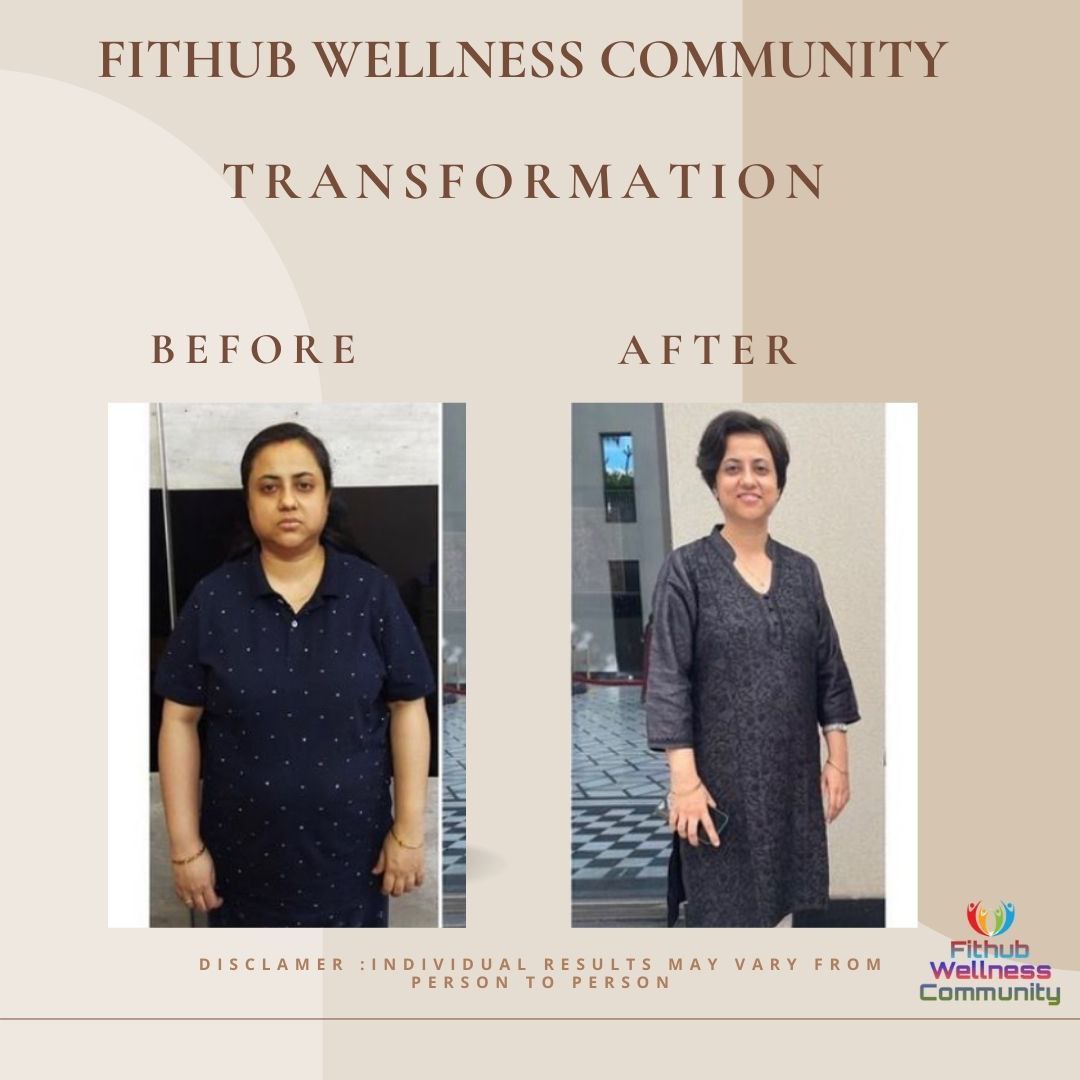 FITHUB WELLNESS COMMUNITY
TRANSFORMATION
BEFORE
AFTER
DISCLAMER :INDIVIDUAL RESULTS MAY VARY FROM
PERSON TO PERSON
Fithub
Wellness
Community